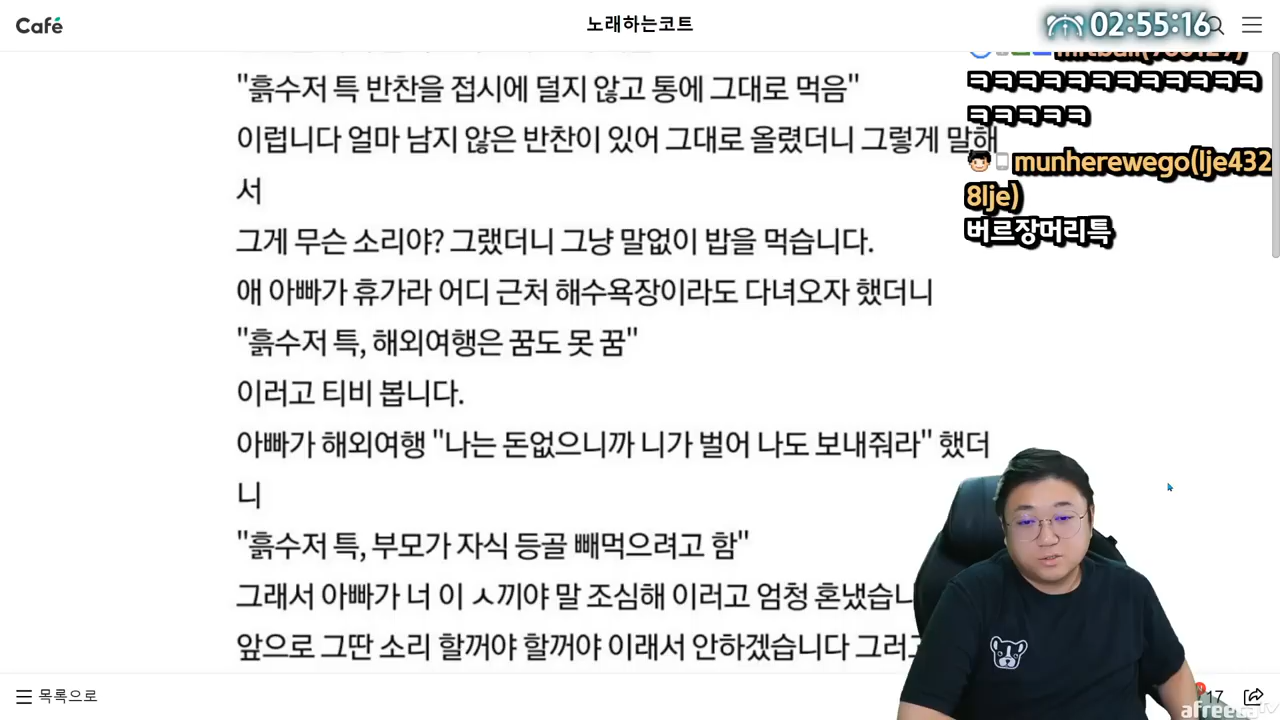 Café
노래하는코트
02:55:16
"흙수저 특 반찬을 접시에 덜지 않고 통에 그대로 먹음"
이럽니다 얼마 남지 않은 반찬이 있어 그대로 올렸더니 그렇게 말해
서
그게 무슨 소리야? 그랬더니 그냥 말없이 밥을 먹습니다.
애 아빠가 휴가라 어디 근처 해수욕장이라도 다녀오자 했더니
"흙수저 특, 해외여행은 꿈도 못 꿈"
이러고 티비 봅니다.
아빠가 해외여행 "나는 돈없으니까 니가 벌어 나도 보내줘라" 했더
니
"흙수저 특, 부모가 자식 등골 빼먹으려고 함"
그래서 아빠가 너 이 ㅅ끼야 말 조심해 이러고 엄청 혼냈습니
앞으로 그딴 소리 할꺼야 할꺼야 이래서 안하겠습니다 그러고
ㅋㅋㅋㅋㅋㅋㅋㅋㅋㅋㅋㅋㅋ
ㅋㅋㅋㅋㅋ
munherewego(lje432
8lje)
버르장머리특
목록으로
17
afreecaTV